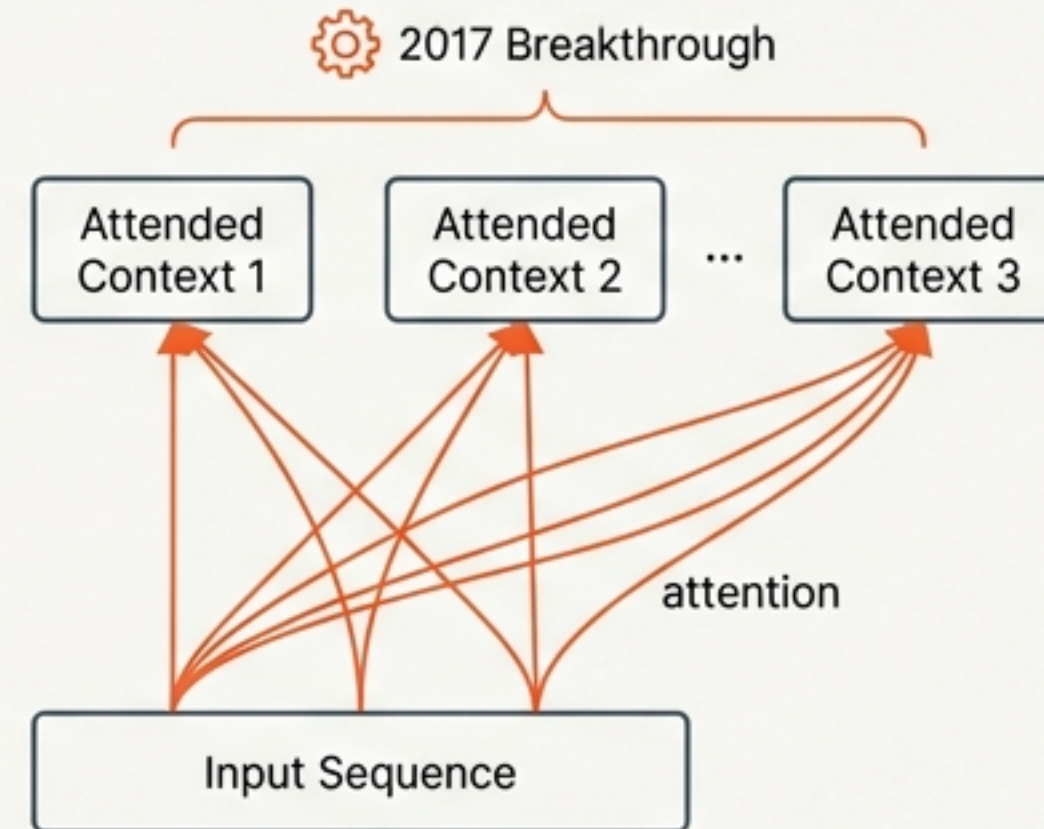 2017 Breakthrough
Attended
Context 1
Attended
Context 2
...
Attended
Context 3
attention
Input Sequence